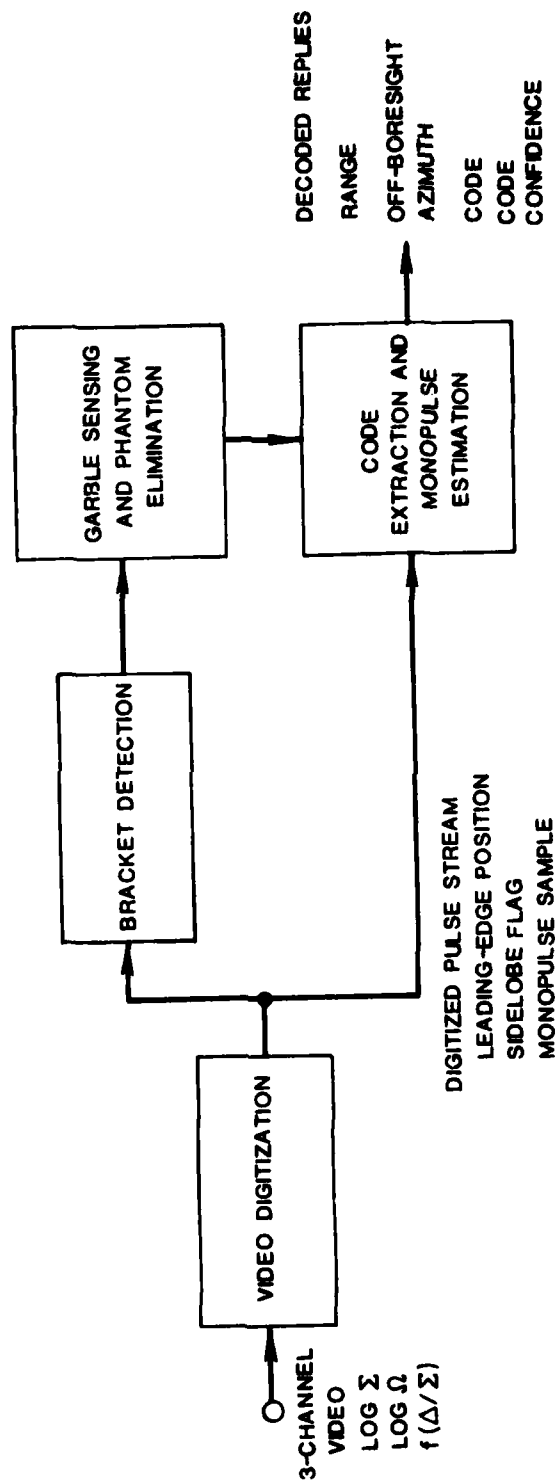 3-CHANNEL
VIDEO
LOG Σ
LOG Ω
f(Δ/Σ)
VIDEO DIGITIZATION
BRACKET DETECTION
GARBLE SENSING
AND PHANTOM
ELIMINATION
DIGITIZED PULSE STREAM
LEADING-EDGE POSITION
SIDELOBE FLAG
MONOPULSE SAMPLE
CODE
EXTRACTION AND
MONOPULSE
ESTIMATION
DECODED REPLIES
RANGE
OFF-BORESIGHT
AZIMUTH
CODE
CODE
CONFIDENCE